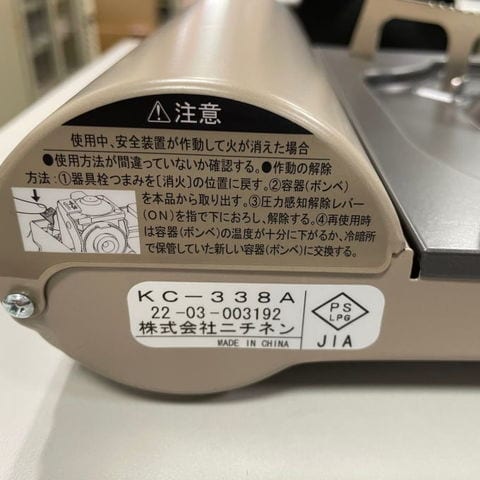 ⚠注意
使用中、安全装置が作動して火が消えた場合
●使用方法が間違っていないか確認する。●作動の解除
方法:①器具栓つまみを[消火]の位置に戻す。②容器(ボンベ)
を本品から取り出す。③圧力感知解除レバー
(ON)を指で下におろし、解除する。④再使用時
は容器(ボンベ)の温度が十分に下がるか、冷暗所
で保管していた新しい容器(ボンベ)に交換する。
KC-338A
22-03-003192
株式会社ニチネン
MADE IN CHINA
PS
LPG
JIA